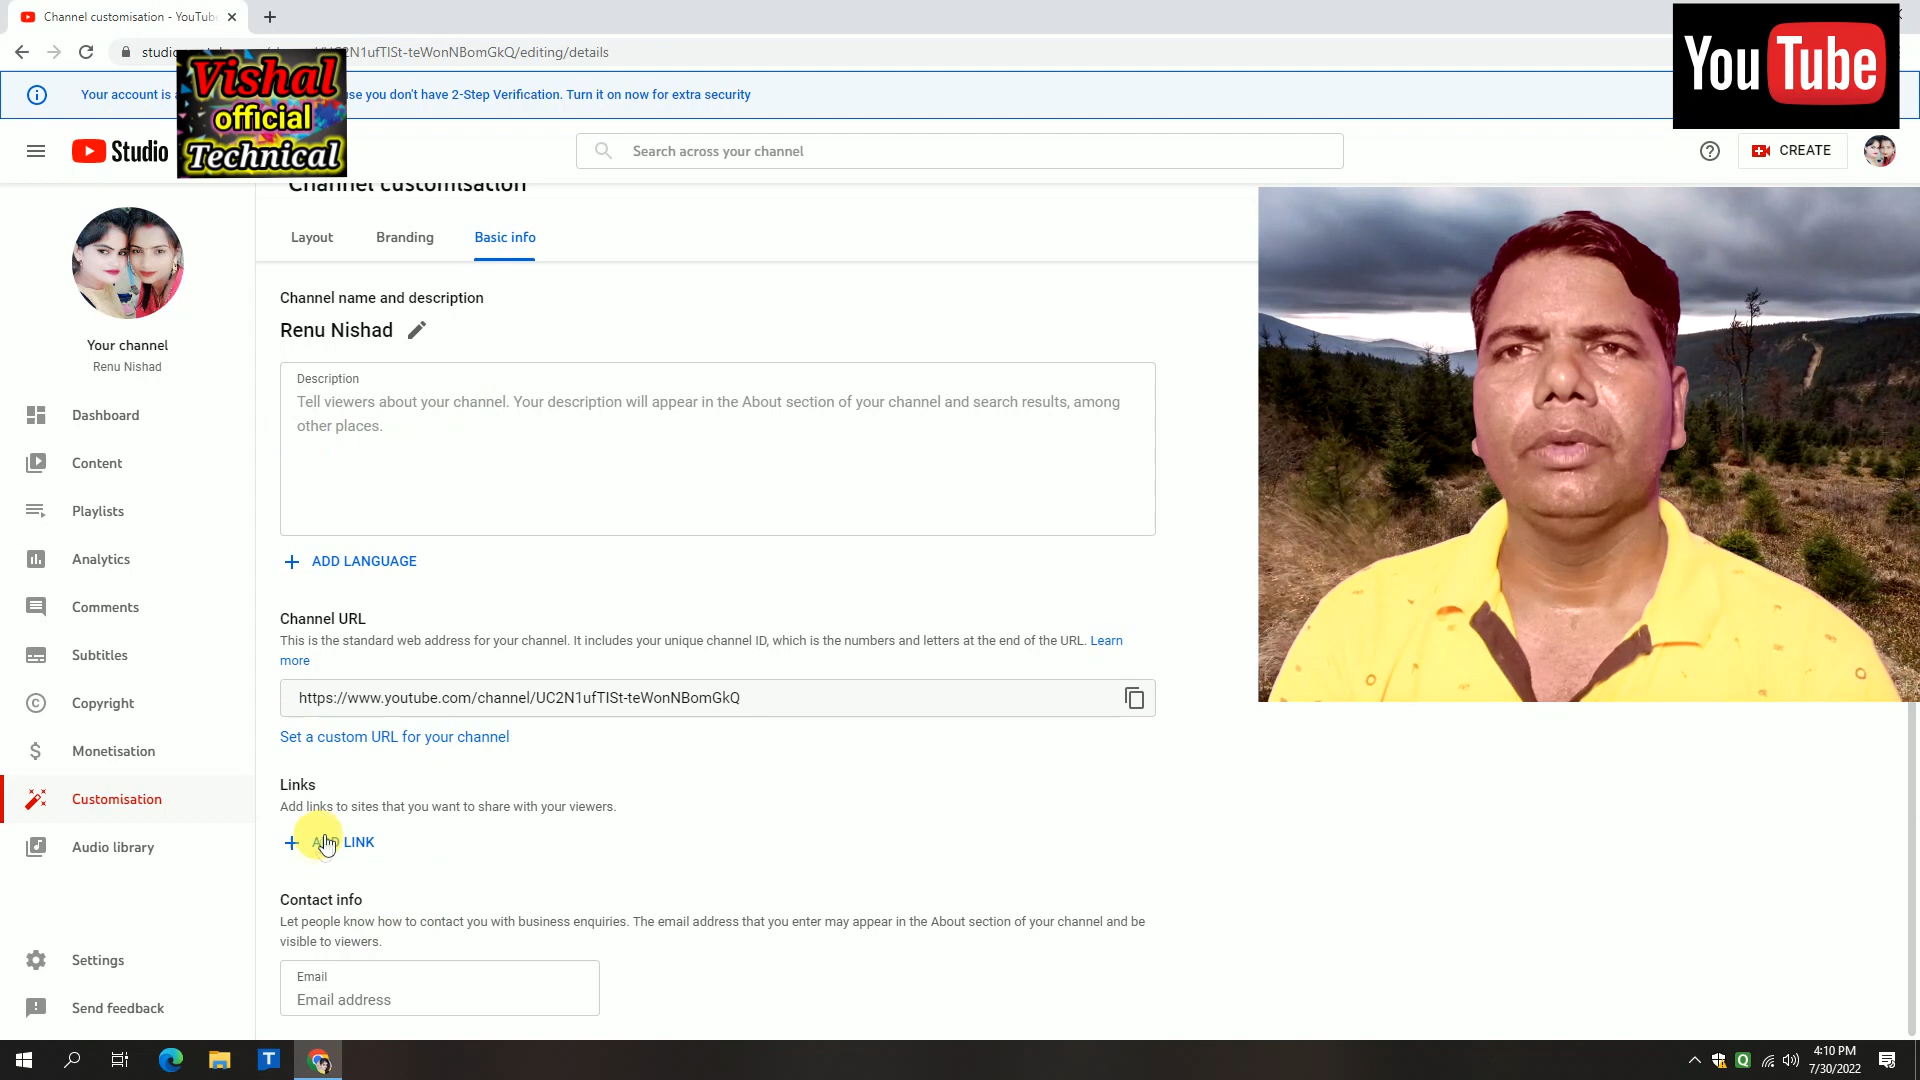 Channel customisation - YouTube
studio
UC2N1ufTISt-teWonNBomGkQ/editing/details
Your account is
use you don't have 2-Step Verification. Turn it on now for extra security
Vishal
official
Technical
YouTube
Studio
Search across your channel
CREATE
Channel customisation
Layout
Branding
Basic info
Your channel
Renu Nishad
Dashboard
Content
Playlists
Analytics
Comments
Subtitles
Copyright
Monetisation
Customisation
Audio library
Settings
Send feedback
Channel name and description
Renu Nishad
Description
Tell viewers about your channel. Your description will appear in the About section of your channel and search results, among
other places.
ADD LANGUAGE
Channel URL
This is the standard web address for your channel. It includes your unique channel ID, which is the numbers and letters at the end of the URL. Learn
more
https://www.youtube.com/channel/UC2N1ufTISt-teWonNBomGkQ
Set a custom URL for your channel
Links
Add links to sites that you want to share with your viewers.
ADD LINK
Contact info
Let people know how to contact you with business enquiries. The email address that you enter may appear in the About section of your channel and be
visible to viewers.
Email
Email address
4:10 PM
7/30/2022